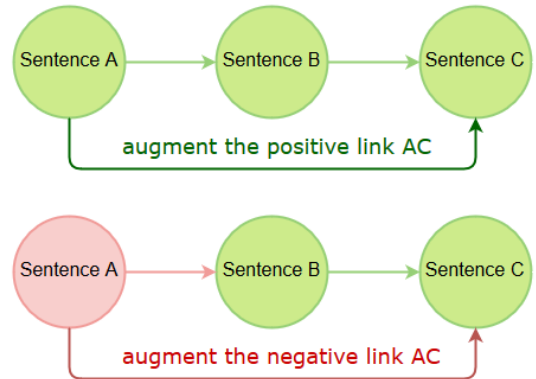 Sentence A Sentence B Sentence C
augment the positive link AC
Sentence A Sentence B Sentence C
augment the negative link AC